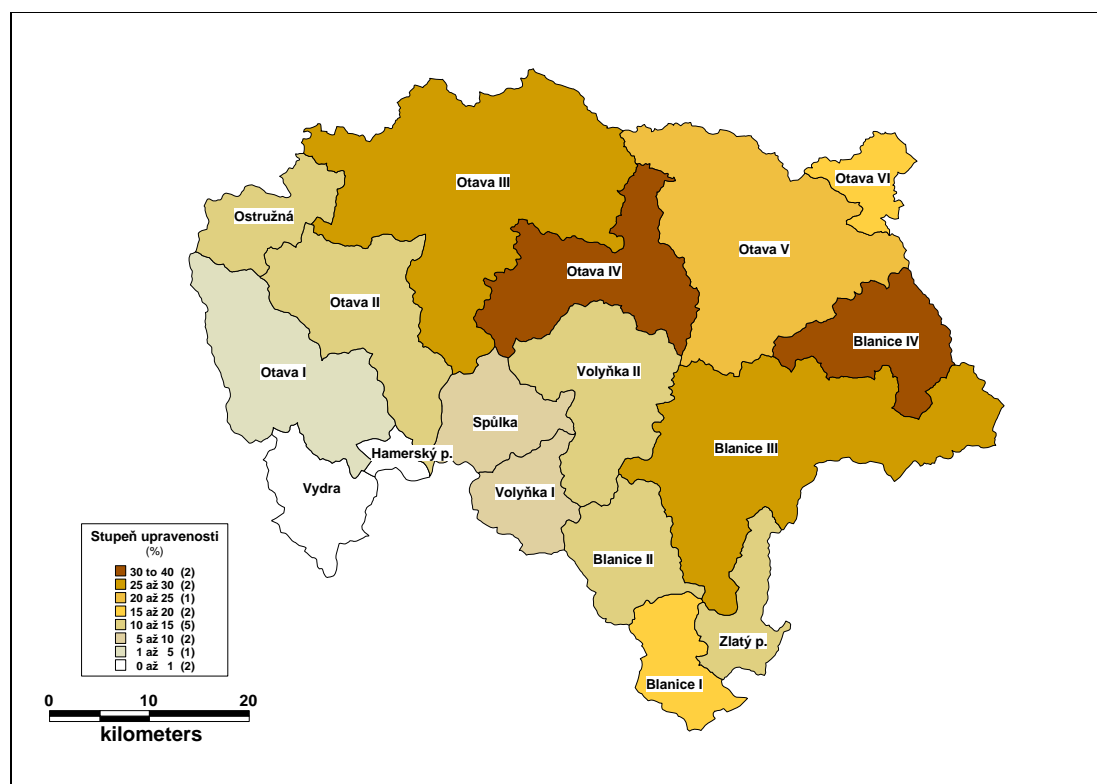 Otava III
Otava VI
Ostružná
Otava V
Otava IV
Otava II
Blanice IV
Otava I
Volyňka II
Spůlka
Blanice III
Hamerský p.
Vydra
Volyňka I
Blanice II
Zlatý p.
Blanice I
Stupeň upravenosti
(%)
30 to 40 (2)
25 až 30 (2)
20 až 25 (1)
15 až 20 (2)
10 až 15 (5)
5 až 10 (2)
1 až 5 (1)
0 až 1 (2)
0 10 20
kilometers